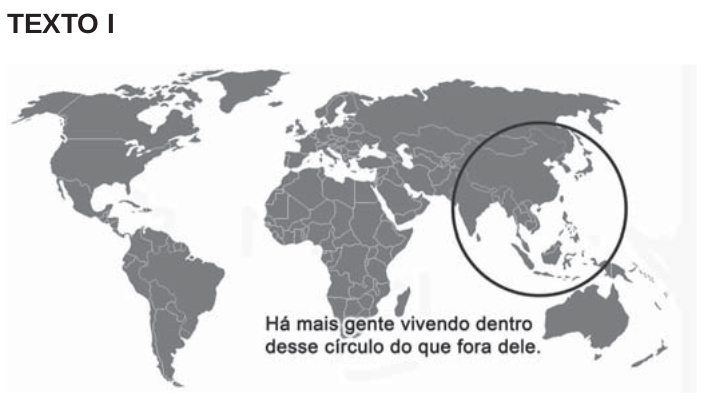 TEXTO I
Há mais gente vivendo dentro
desse círculo do que fora dele.